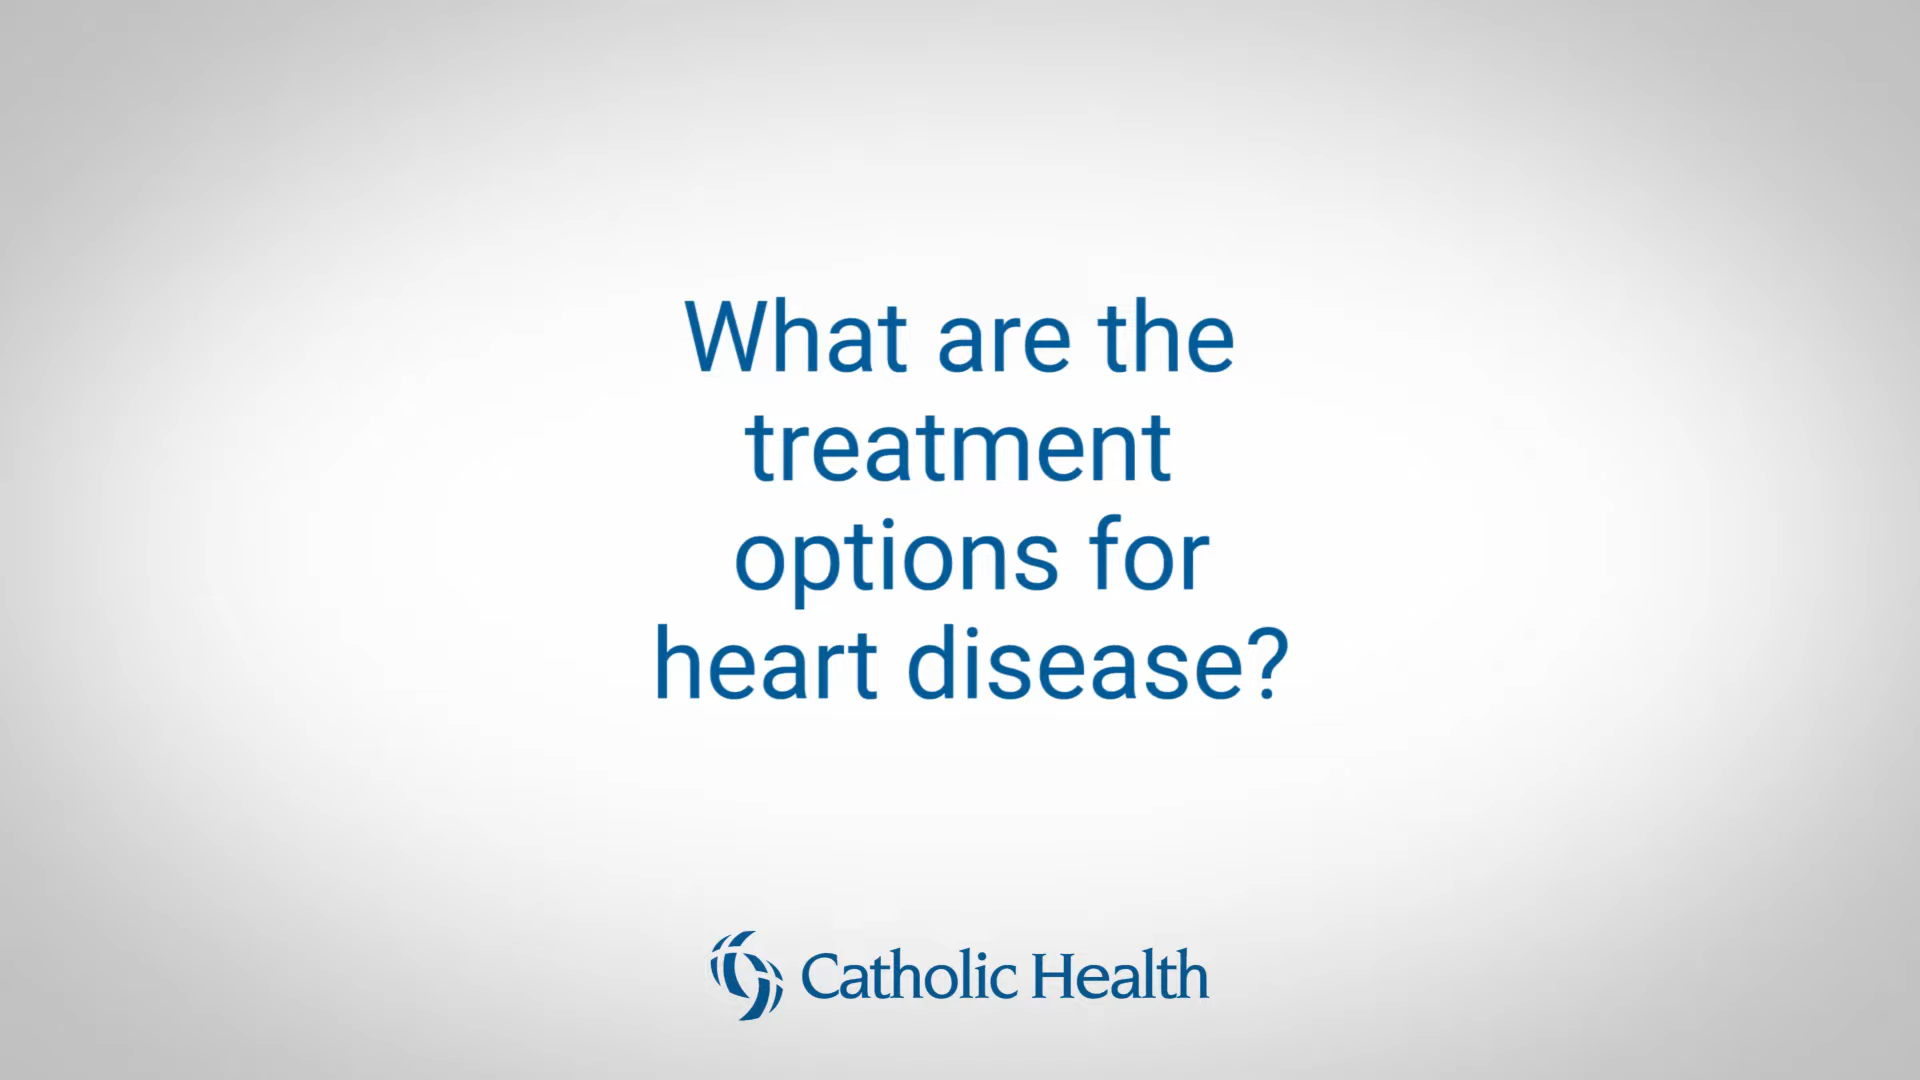 What are the
treatment
options for
heart disease?
Catholic Health